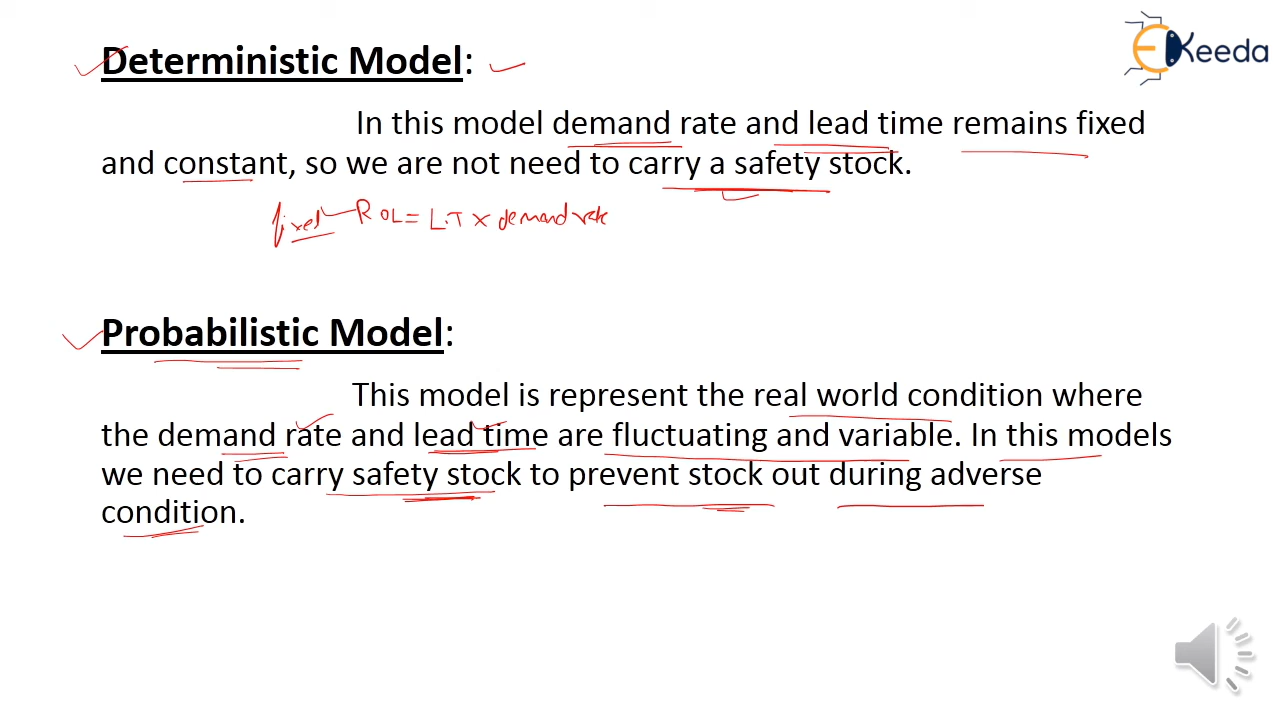 Deterministic Model:
EKeeda
In this model demand rate and lead time remains fixed
and constant, so we are not need to carry a safety stock.
fixed ROL = L.T x demand rate
Probabilistic Model:
This model is represent the real world condition where
the demand rate and lead time are fluctuating and variable. In this models
we need to carry safety stock to prevent stock out during adverse
condition.